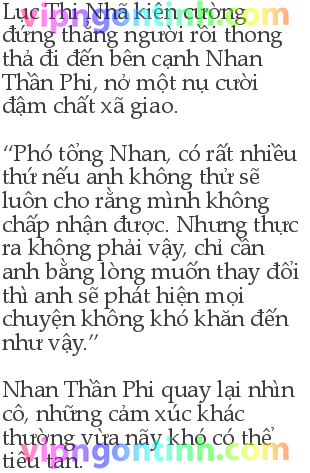 vipngontinh.com
Lục Thị Nhã kiên cường
đứng thẳng người rồi thong
thả đi đến bên cạnh Nhan
Thần Phi, nở một nụ cười
đậm chất xã giao.
“Phó tổng Nhan, có rất nhiều
thứ nếu anh không thử sẽ
luôn cho rằng mình không
chấp nhận được. Nhưng thực
ra không phải vậy, chỉ cần
anh bằng lòng muốn thay đổi
thì anh sẽ phát hiện mọi
chuyện không khó khăn đến
như vậy.”
Nhan Thần Phi quay lại nhìn
cô, những cảm xúc khác
thường vừa nãy khó có thể
tiêu tan.
vipngontinh.com